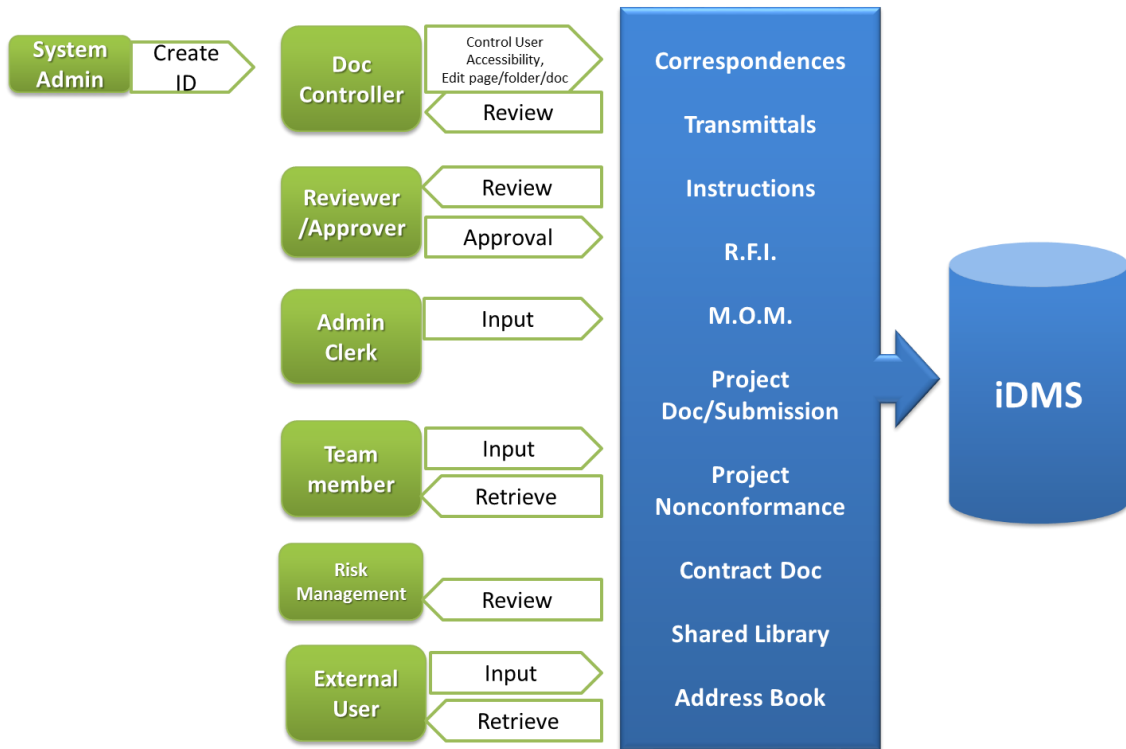 System
Admin
Create
ID
Doc
Controller
Control User
Accessibility,
Edit page/folder/doc
Review
Reviewer
/Approver
Review
Approval
Admin
Clerk
Input
Team
member
Input
Retrieve
Risk
Management
Review
External
User
Input
Retrieve
Correspondences
Transmittals
Instructions
R.F.I.
M.O.M.
Project
Doc/Submission
Project
Nonconformance
Contract Doc
Shared Library
Address Book
iDMS